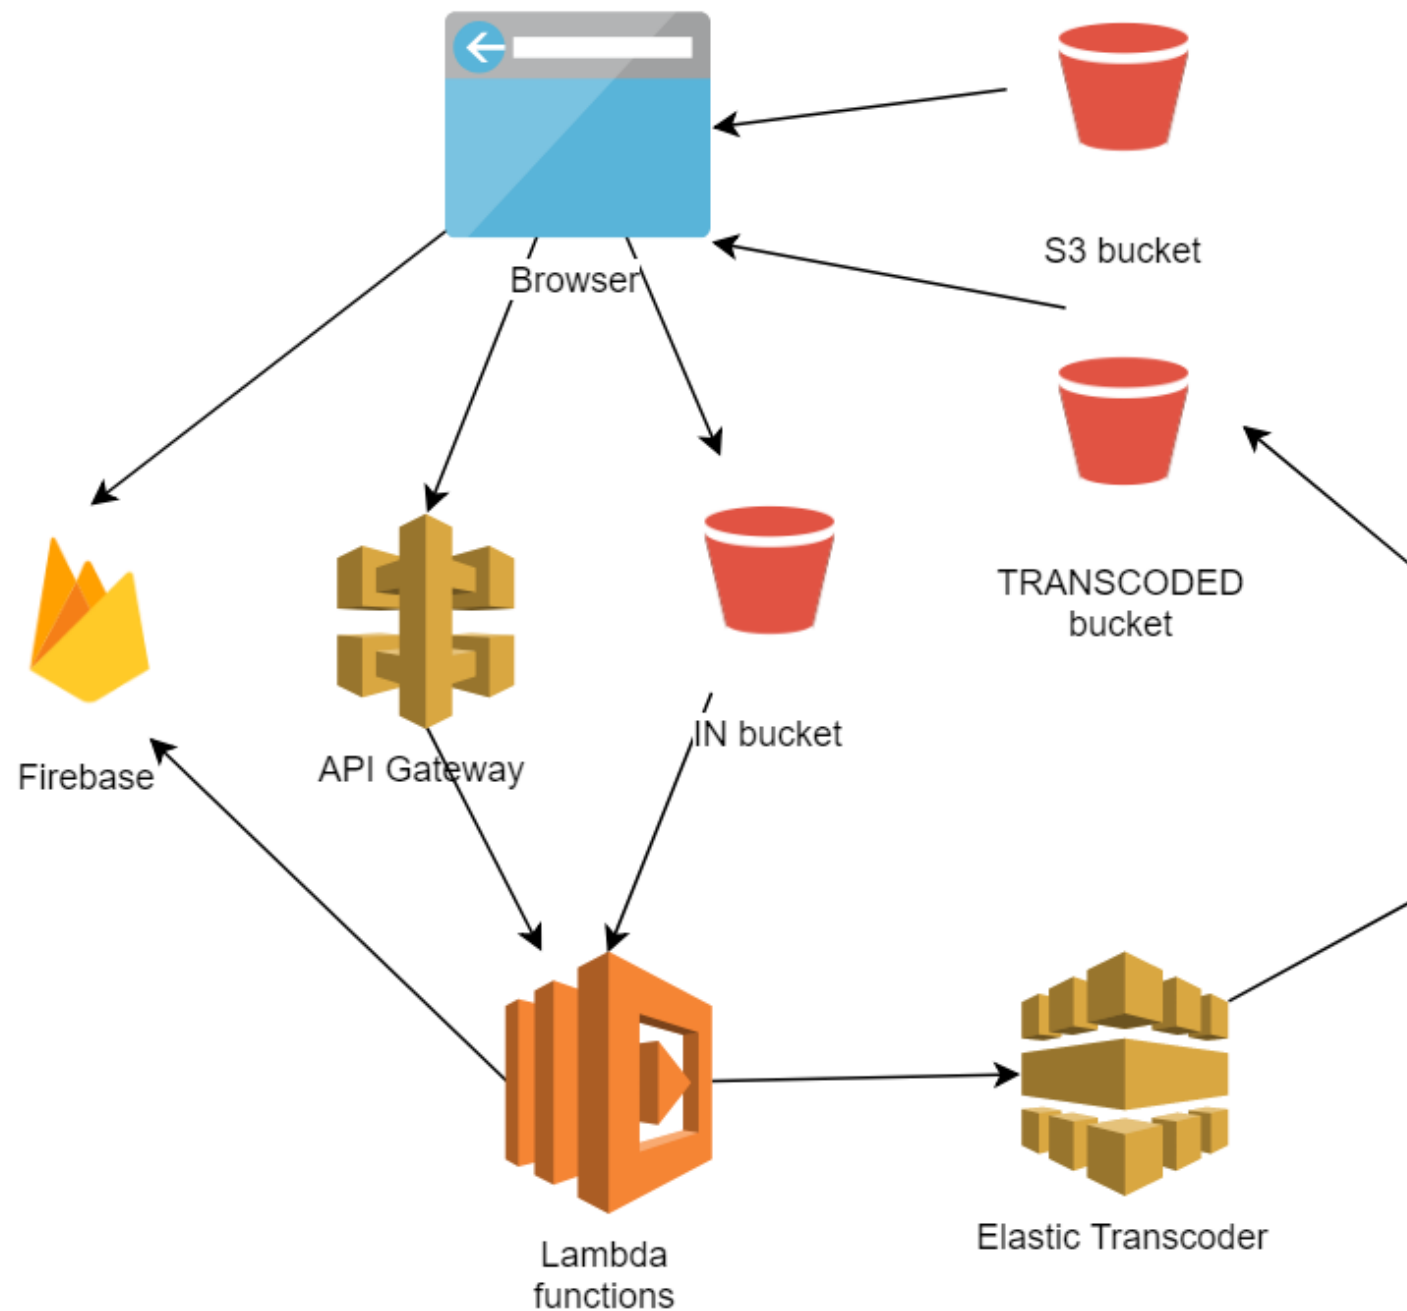 S3 bucket
Browser
TRANSCODED
bucket
IN bucket
API Gateway
Firebase
Elastic Transcoder
Lambda
functions